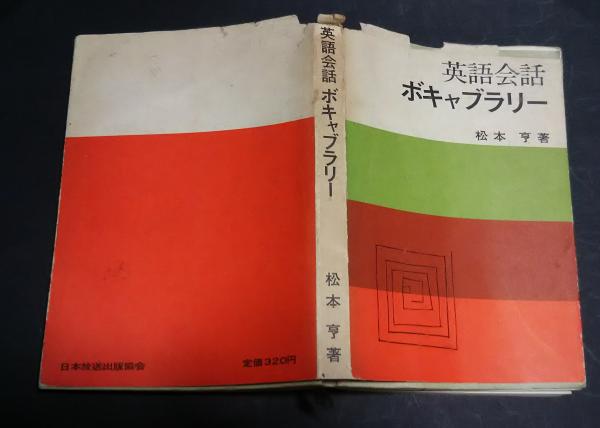 英語会話
ボキャブラリー
松本 亨著
英語会話 ボキャブラリー
松本 亨著
日本放送出版協会
定価320円